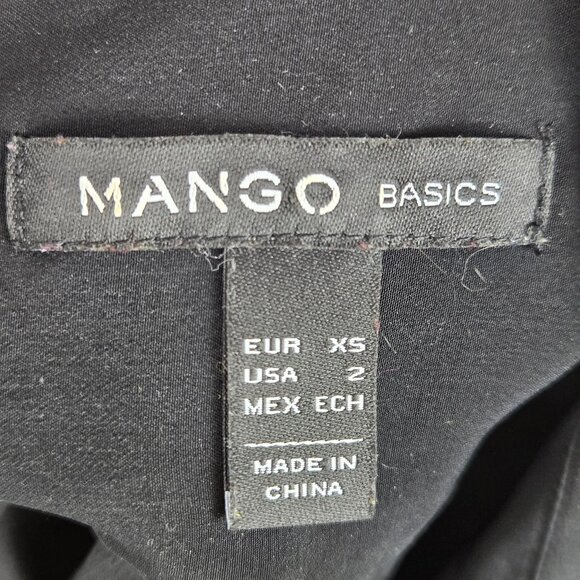 MANGO BASICS
EUR XS
USA 2
MEX ECH
MADE IN
CHINA